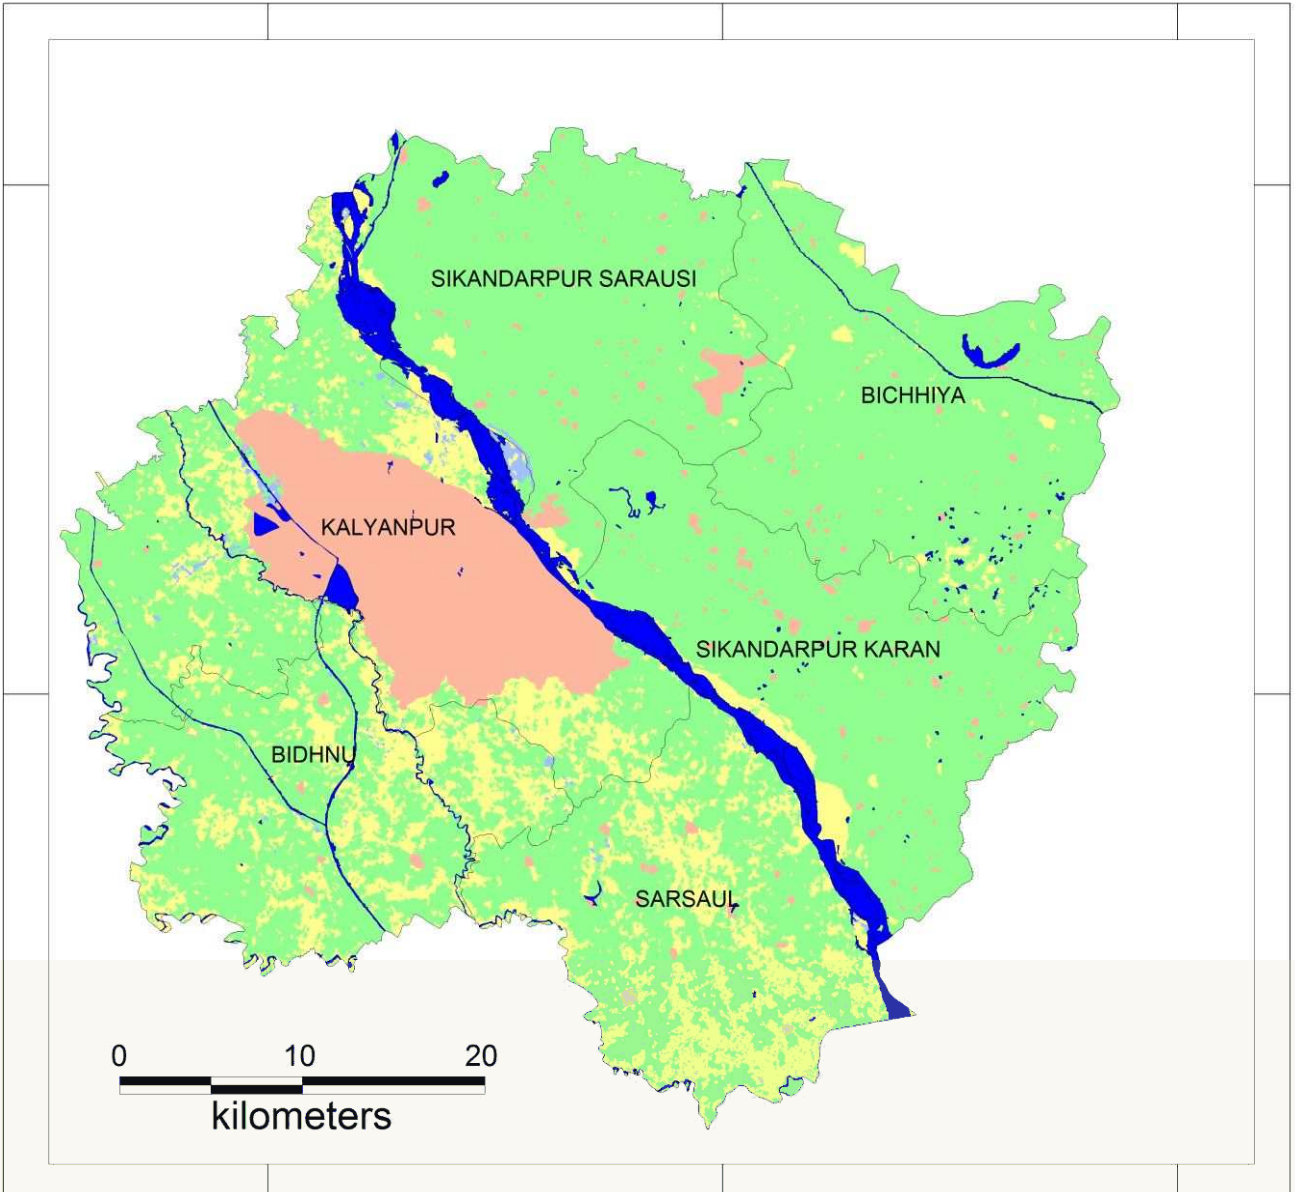 SIKANDARPUR SARAUSI
BICHHIYA
KALYANPUR
SIKANDARPUR KARAN
BIDHNU
SARSAUL
0 10 20
kilometers